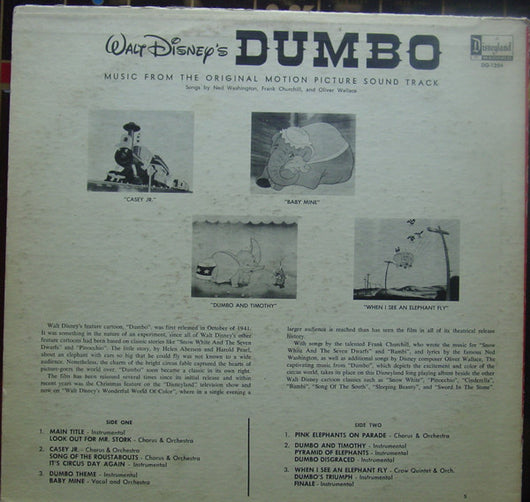 WALT DISNEY'S DUMBO
Disneyland
DQ-1204
MUSIC FROM THE ORIGINAL MOTION PICTURE SOUND TRACK
Songs by Ned Washington, Frank Churchill, and Oliver Wallace
"CASEY JR."
"BABY MINE"
"DUMBO AND TIMOTHY"
"WHEN I SEE AN ELEPHANT FLY"
Walt Disney's feature cartoon, "Dumbo", was first released in October of 1941.
It was something in the nature of an experiment, since all of Walt Disney's other
feature cartoons had been based on classic stories like "Snow White And The Seven
Dwarfs" and "Pinocchio". The little story, by Helen Aberson and Harold Pearl,
about an elephant with ears so big that he could fly was not known to a wide
audience. Nonetheless, the charm of the bright circus fable captured the hearts of
picture-goers the world over. "Dumbo" soon became a classic in its own right.
The film has been reissued several times since its initial release and within
recent years was the Christmas feature on the "Disneyland" television show and
now on "Walt Disney's Wonderful World Of Color", where in a single evening a
larger audience is reached than has seen the film in all of its theatrical release
history.
With songs by the talented Frank Churchill, who wrote the music for "Snow
White And The Seven Dwarfs" and "Bambi", and lyrics by the famous Ned
Washington, as well as additional songs by Disney composer Oliver Wallace, The
captivating music from "Dumbo", which depicts the excitement and color of the
circus world, takes its place on this Disneyland long playing album beside the other
Walt Disney cartoon classics such as "Snow White", "Pinocchio", "Cinderella",
"Bambi", "Song Of The South", "Sleeping Beauty", and "Sword In The Stone".
SIDE ONE
1. MAIN TITLE - Instrumental
LOOK OUT FOR MR. STORK - Chorus & Orchestra
2. CASEY JR. - Chorus & Orchestra
SONG OF THE ROUSTABOUTS - Chorus & Orchestra
IT'S CIRCUS DAY AGAIN - Instrumental
3. DUMBO THEME - Instrumental
BABY MINE - Vocal and Orchestra
SIDE TWO
1. PINK ELEPHANTS ON PARADE - Chorus & Orchestra
2. DUMBO AND TIMOTHY - Instrumental
PYRAMID OF ELEPHANTS - Instrumental
DUMBO DISGRACED - Instrumental
3. WHEN I SEE AN ELEPHANT FLY - Crow Quintet & Orch.
DUMBO'S TRIUMPH - Instrumental
FINALE - Instrumental
S